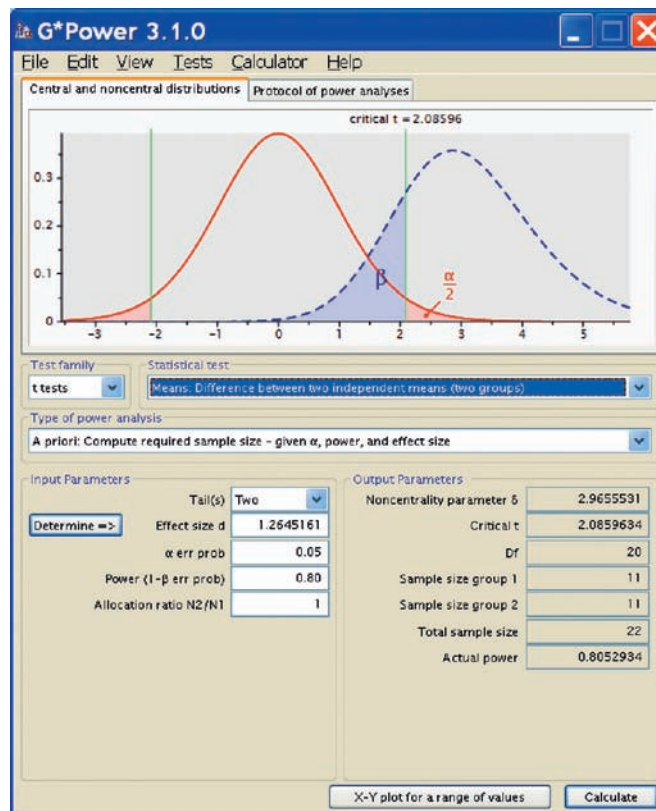 G*Power 3.1.0
File Edit View Tests Calculator Help
Central and noncentral distributions Protocol of power analyses
critical t = 2.08596
0.3
0.2
0.1
0
β
α
2
-3 -2 -1 0 1 2 3 4 5
Test family Statistical test
t tests Means: Difference between two independent means (two groups)
Type of power analysis
A priori: Compute required sample size – given α, power, and effect size
Input Parameters
Tail(s) Two
Determine => Effect size d 1.2645161
α err prob 0.05
Power (1-β err prob) 0.80
Allocation ratio N2/N1 1
Output Parameters
Noncentrality parameter δ 2.9655531
Critical t 2.0859634
Df 20
Sample size group 1 11
Sample size group 2 11
Total sample size 22
Actual power 0.8052934
X-Y plot for a range of values Calculate